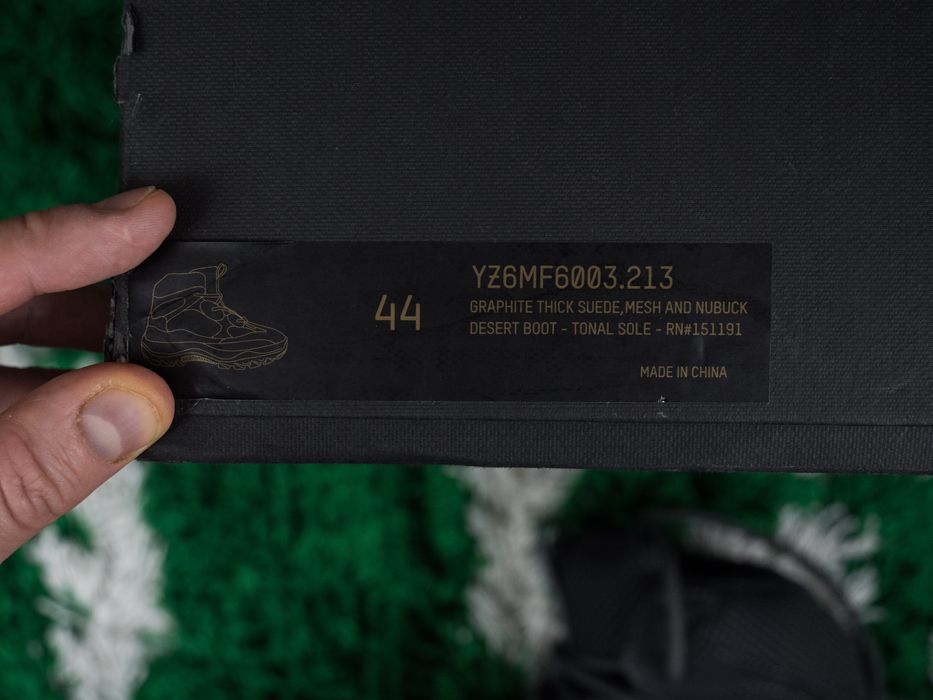 44
YZ6MF6003.213
GRAPHITE THICK SUEDE,MESH AND NUBUCK
DESERT BOOT - TONAL SOLE - RN#151191
MADE IN CHINA